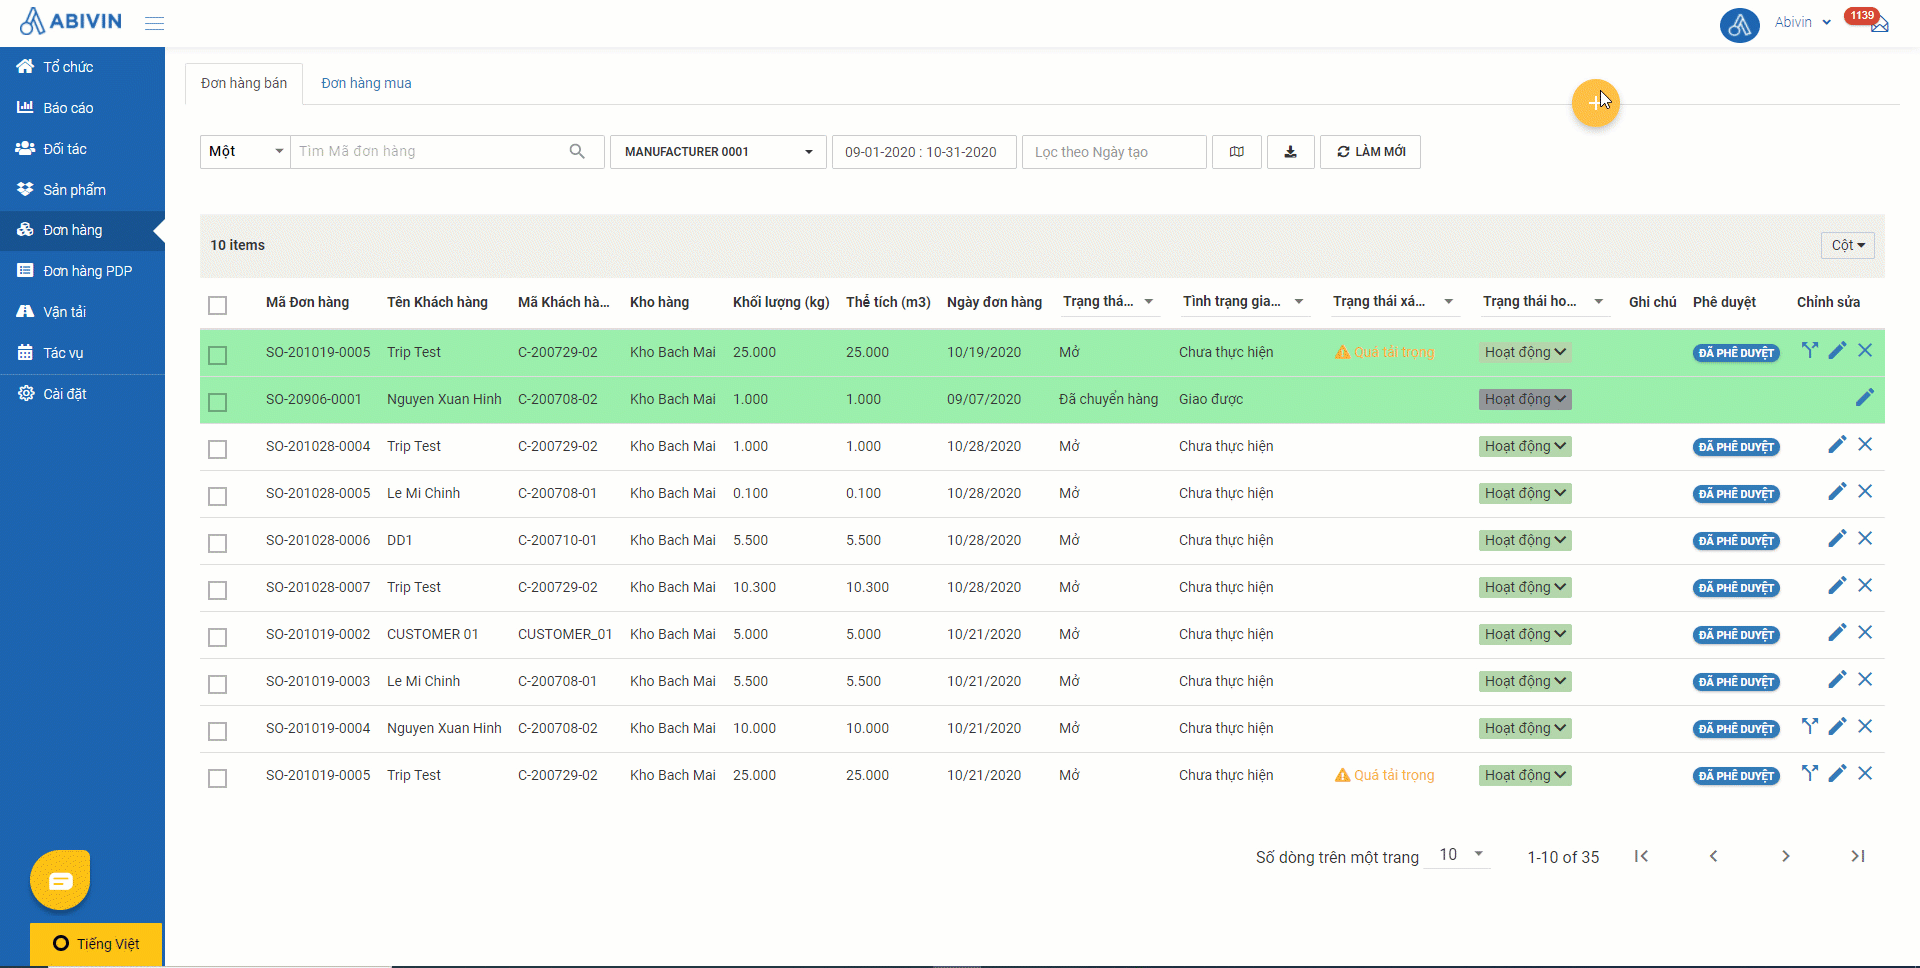 ABIVIN
Abivin
1139
Tổ chức
Báo cáo
Đối tác
Sản phẩm
Đơn hàng
Đơn hàng PDP
Vận tải
Tác vụ
Cài đặt
Tiếng Việt
Đơn hàng bán Đơn hàng mua
Một Tìm Mã đơn hàng MANUFACTURER 0001 09-01-2020 : 10-31-2020 Lọc theo Ngày tạo LÀM MỚI
10 items Cột
Mã Đơn hàng Tên Khách hàng Mã Khách hà... Kho hàng Khối lượng (kg) Thể tích (m3) Ngày đơn hàng Trạng thá... Tình trạng gia... Trạng thái xá... Trạng thái ho... Ghi chú Phê duyệt Chỉnh sửa
SO-201019-0005 Trip Test C-200729-02 Kho Bach Mai 25.000 25.000 10/19/2020 Mở Chưa thực hiện Quá tải trọng Hoạt động ĐÃ PHÊ DUYỆT
SO-20906-0001 Nguyen Xuan Hinh C-200708-02 Kho Bach Mai 1.000 1.000 09/07/2020 Đã chuyển hàng Giao được Hoạt động
SO-201028-0004 Trip Test C-200729-02 Kho Bach Mai 1.000 1.000 10/28/2020 Mở Chưa thực hiện Hoạt động ĐÃ PHÊ DUYỆT
SO-201028-0005 Le Mi Chinh C-200708-01 Kho Bach Mai 0.100 0.100 10/28/2020 Mở Chưa thực hiện Hoạt động ĐÃ PHÊ DUYỆT
SO-201028-0006 DD1 C-200710-01 Kho Bach Mai 5.500 5.500 10/28/2020 Mở Chưa thực hiện Hoạt động ĐÃ PHÊ DUYỆT
SO-201028-0007 Trip Test C-200729-02 Kho Bach Mai 10.300 10.300 10/28/2020 Mở Chưa thực hiện Hoạt động ĐÃ PHÊ DUYỆT
SO-201019-0002 CUSTOMER 01 CUSTOMER_01 Kho Bach Mai 5.000 5.000 10/21/2020 Mở Chưa thực hiện Hoạt động ĐÃ PHÊ DUYỆT
SO-201019-0003 Le Mi Chinh C-200708-01 Kho Bach Mai 5.500 5.500 10/21/2020 Mở Chưa thực hiện Hoạt động ĐÃ PHÊ DUYỆT
SO-201019-0004 Nguyen Xuan Hinh C-200708-02 Kho Bach Mai 10.000 10.000 10/21/2020 Mở Chưa thực hiện Hoạt động ĐÃ PHÊ DUYỆT
SO-201019-0005 Trip Test C-200729-02 Kho Bach Mai 25.000 25.000 10/21/2020 Mở Chưa thực hiện Quá tải trọng Hoạt động ĐÃ PHÊ DUYỆT
Số dòng trên một trang 10 1-10 of 35